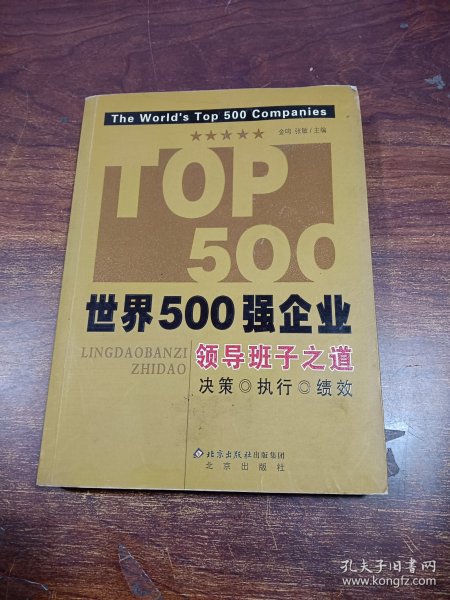 The World's Top 500 Companies
金鸣 张敏/主编
★★★★★
TOP
500
世界500强企业
LINGDAOBANZI
ZHIDAO
领导班子之道
决策◎执行◎绩效
北京出版社出版集团
北京出版社
孔夫子旧书网
www.kongfz.com